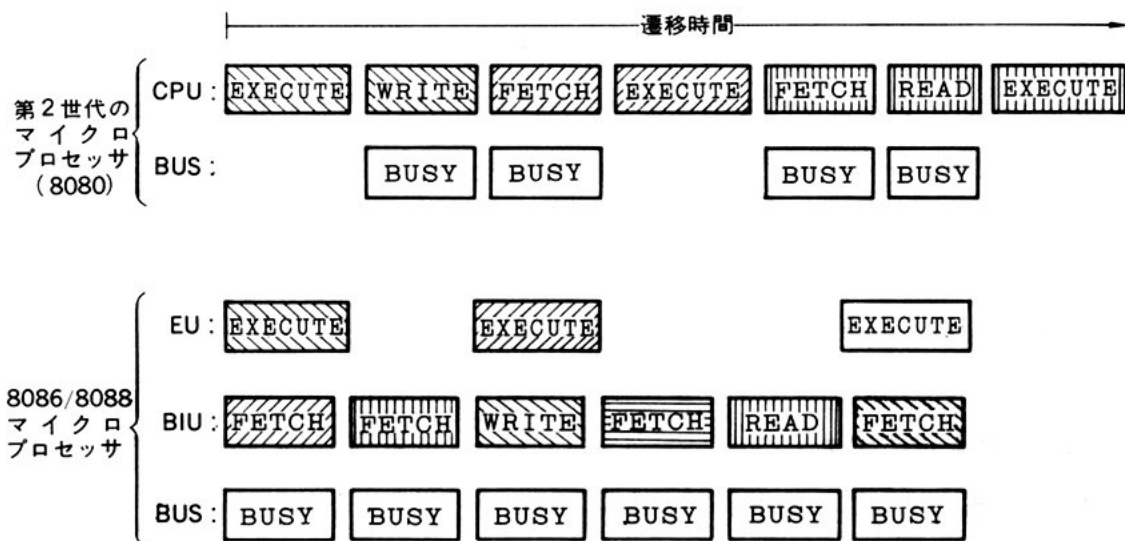 遷移時間
第2世代の
マイクロ
プロセッサ
(8080)
CPU: EXECUTE WRITE FETCH EXECUTE FETCH READ EXECUTE
BUS: BUSY BUSY BUSY BUSY
8086/8088
マイクロ
プロセッサ
EU: EXECUTE EXECUTE EXECUTE
BIU: FETCH FETCH WRITE FETCH READ FETCH
BUS: BUSY BUSY BUSY BUSY BUSY BUSY